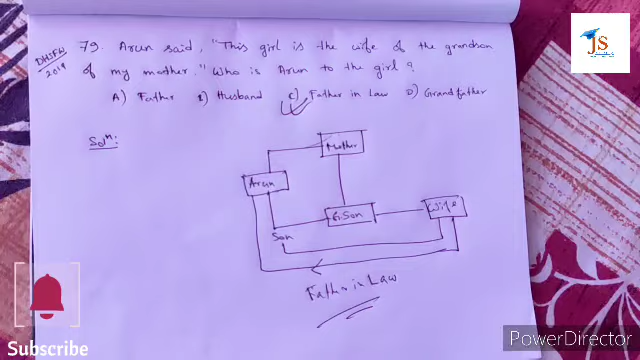 DHSFW
2019
79. Arun said, "This girl is the wife of the grandson
of my mother." Who is Arun to the girl?
A) Father B) Husband C) Father in Law D) Grandfather
Solⁿ:
Mother
Arun
G.Son
Wife
Son
Father in Law
JS
Subscribe
PowerDirector